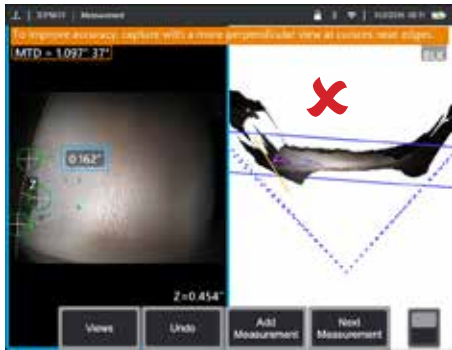 Measurement
To improve accuracy, capture with a more perpendicular view at cursors near edges.
MTD = 1.097" 37°
0.162"
2
Z=0.454"
Views
Undo
Add
Measurement
Next
Measurement